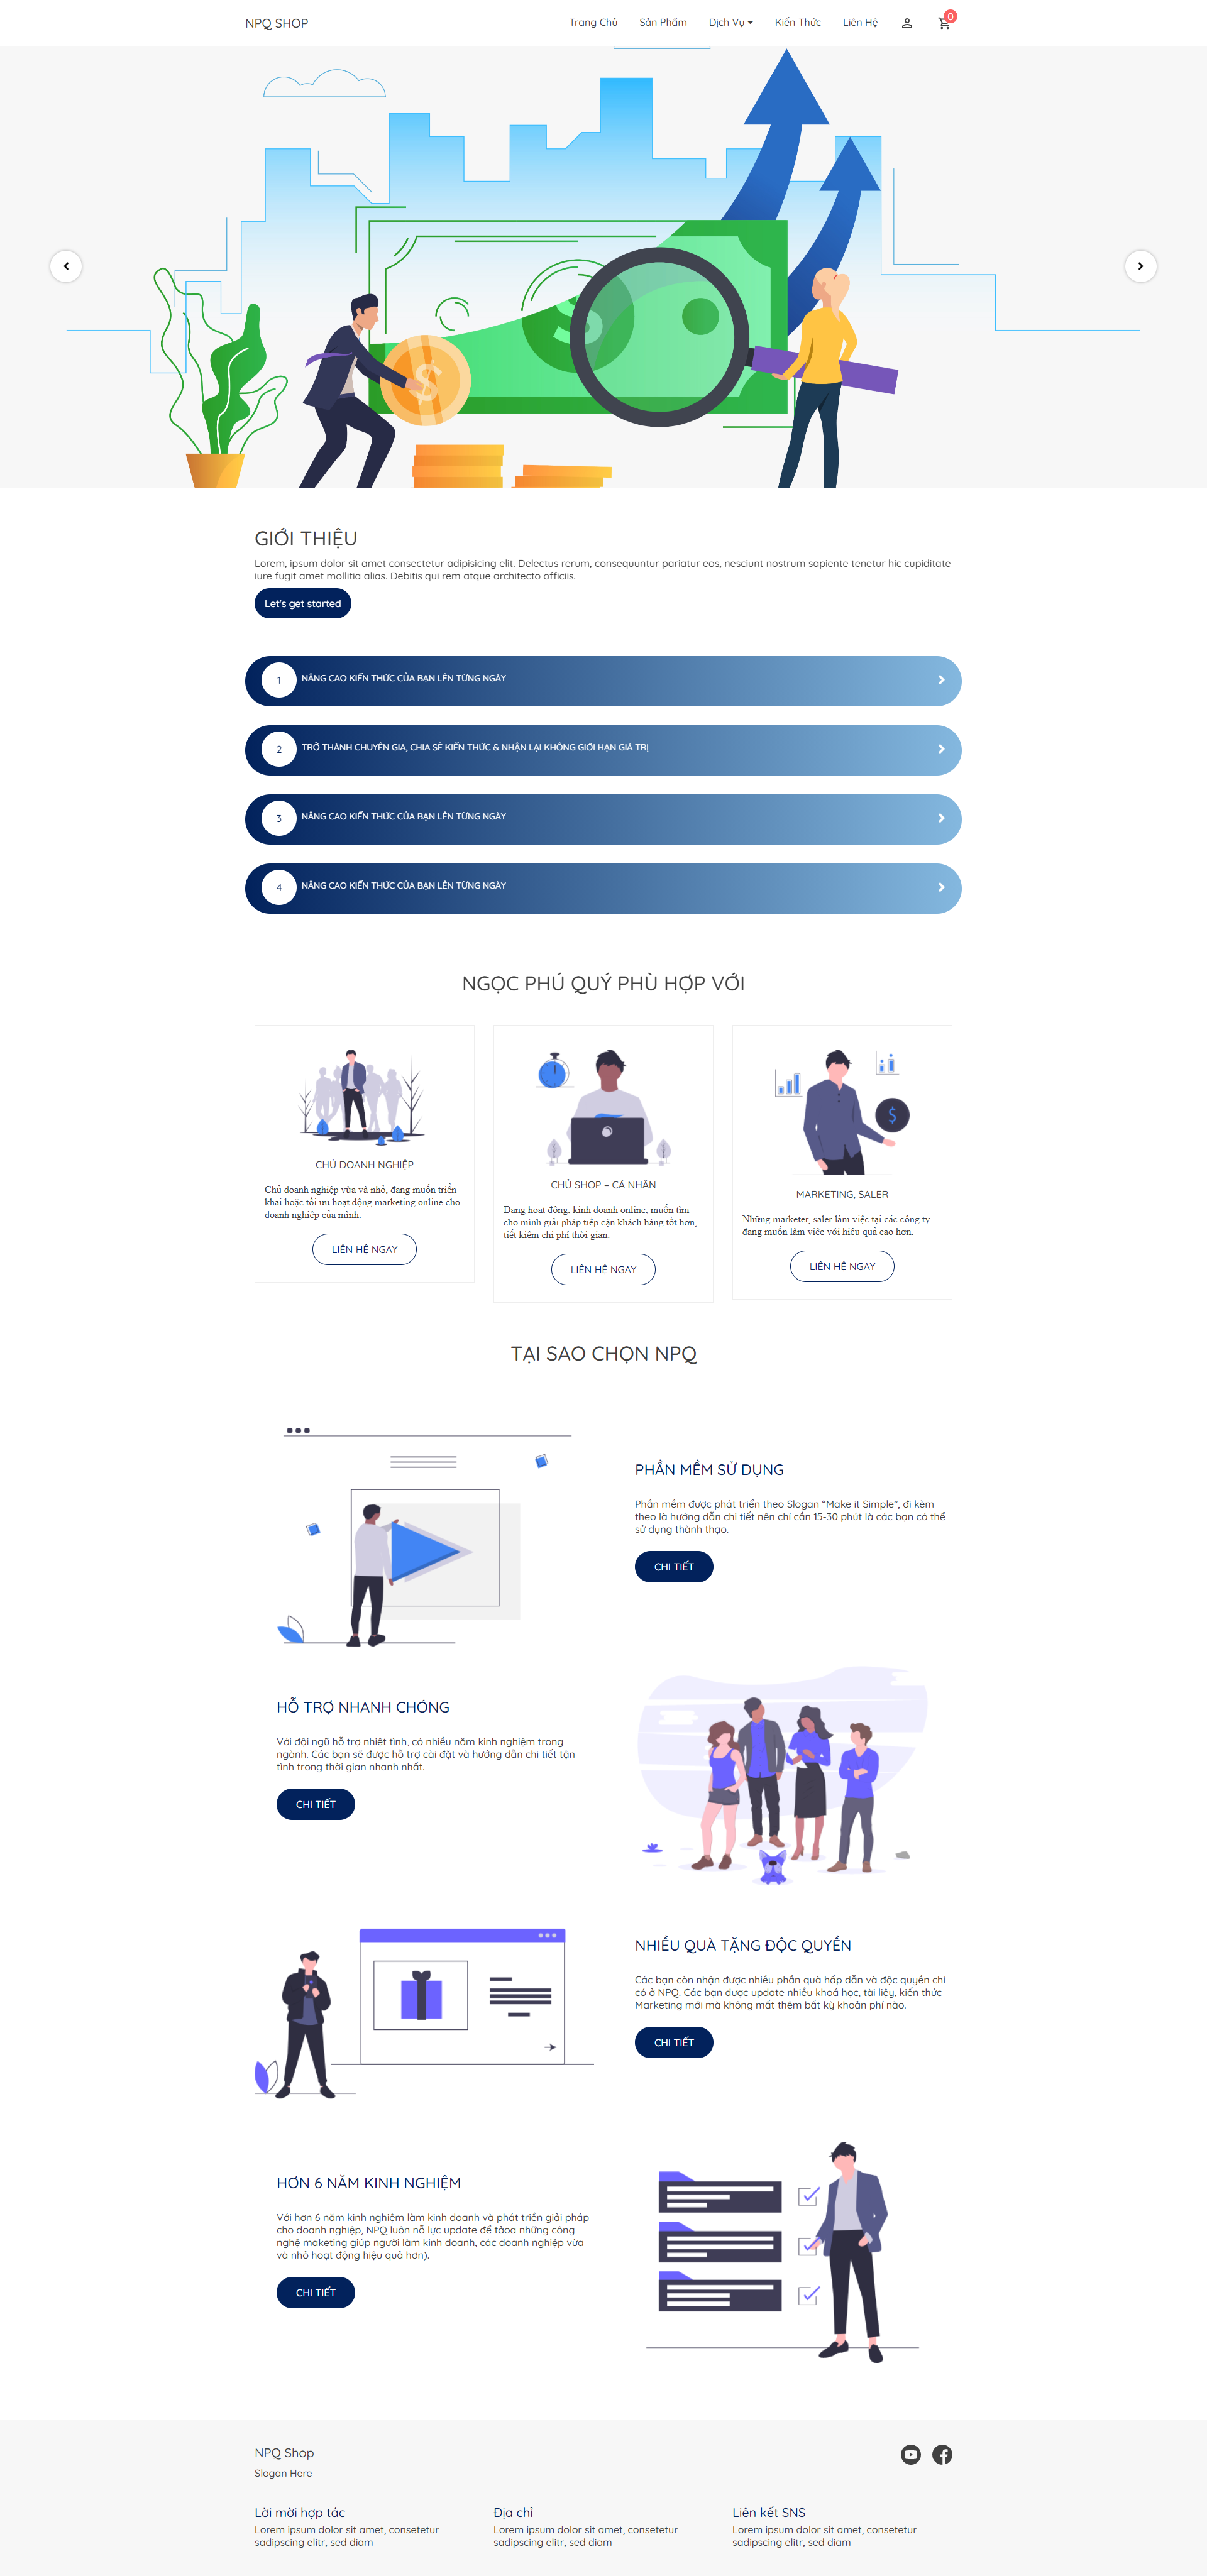 NPQ SHOP
Trang Chủ
Sản Phẩm
Dịch Vụ
Kiến Thức
Liên Hệ
0
GIỚI THIỆU
Lorem, ipsum dolor sit amet consectetur adipisicing elit. Delectus rerum, consequuntur pariatur eos, nesciunt nostrum sapiente tenetur hic cupiditate
iure fugit amet mollitia alias. Debitis qui rem atque architecto officiis.
Let's get started
1
NÂNG CAO KIẾN THỨC CỦA BẠN LÊN TỪNG NGÀY
2
TRỞ THÀNH CHUYÊN GIA, CHIA SẺ KIẾN THỨC & NHẬN LẠI KHÔNG GIỚI HẠN GIÁ TRỊ
3
NÂNG CAO KIẾN THỨC CỦA BẠN LÊN TỪNG NGÀY
4
NÂNG CAO KIẾN THỨC CỦA BẠN LÊN TỪNG NGÀY
NGỌC PHÚ QUÝ PHÙ HỢP VỚI
CHỦ DOANH NGHIỆP
Chủ doanh nghiệp vừa và nhỏ, đang muốn triển
khai hoặc tối ưu hoạt động marketing online cho
doanh nghiệp của mình.
LIÊN HỆ NGAY
CHỦ SHOP – CÁ NHÂN
Đang hoạt động, kinh doanh online, muốn tìm
cho mình giải pháp tiếp cận khách hàng tốt hơn,
tiết kiệm chi phí thời gian.
LIÊN HỆ NGAY
$
MARKETING, SALER
Những marketer, saler làm việc tại các công ty
đang muốn làm việc với hiệu quả cao hơn.
LIÊN HỆ NGAY
TẠI SAO CHỌN NPQ
PHẦN MỀM SỬ DỤNG
Phần mềm được phát triển theo Slogan "Make it Simple", đi kèm
theo là hướng dẫn chi tiết nên chỉ cần 15-30 phút là các bạn có thể
sử dụng thành thạo.
CHI TIẾT
HỖ TRỢ NHANH CHÓNG
Với đội ngũ hỗ trợ nhiệt tình, có nhiều năm kinh nghiệm trong
ngành. Các bạn sẽ được hỗ trợ cài đặt và hướng dẫn chi tiết tận
tình trong thời gian nhanh nhất.
CHI TIẾT
NHIỀU QUÀ TẶNG ĐỘC QUYỀN
Các bạn còn nhận được nhiều phần quà hấp dẫn và độc quyền chỉ
có ở NPQ. Các bạn được update nhiều khoá học, tài liệy, kiến thức
Marketing mới mà không mất thêm bất kỳ khoản phí nào.
CHI TIẾT
HƠN 6 NĂM KINH NGHIỆM
Với hơn 6 năm kinh nghiệm làm kinh doanh và phát triển giải pháp
cho doanh nghiệp, NPQ luôn nỗ lực update để tảoa những công
nghệ maketing giúp người làm kinh doanh, các doanh nghiệp vừa
và nhỏ hoạt động hiệu quả hơn).
CHI TIẾT
NPQ Shop
Slogan Here
Lời mời hợp tác
Lorem ipsum dolor sit amet, consetetur
sadipscing elitr, sed diam
Địa chỉ
Lorem ipsum dolor sit amet, consetetur
sadipscing elitr, sed diam
Liên kết SNS
Lorem ipsum dolor sit amet, consetetur
sadipscing elitr, sed diam